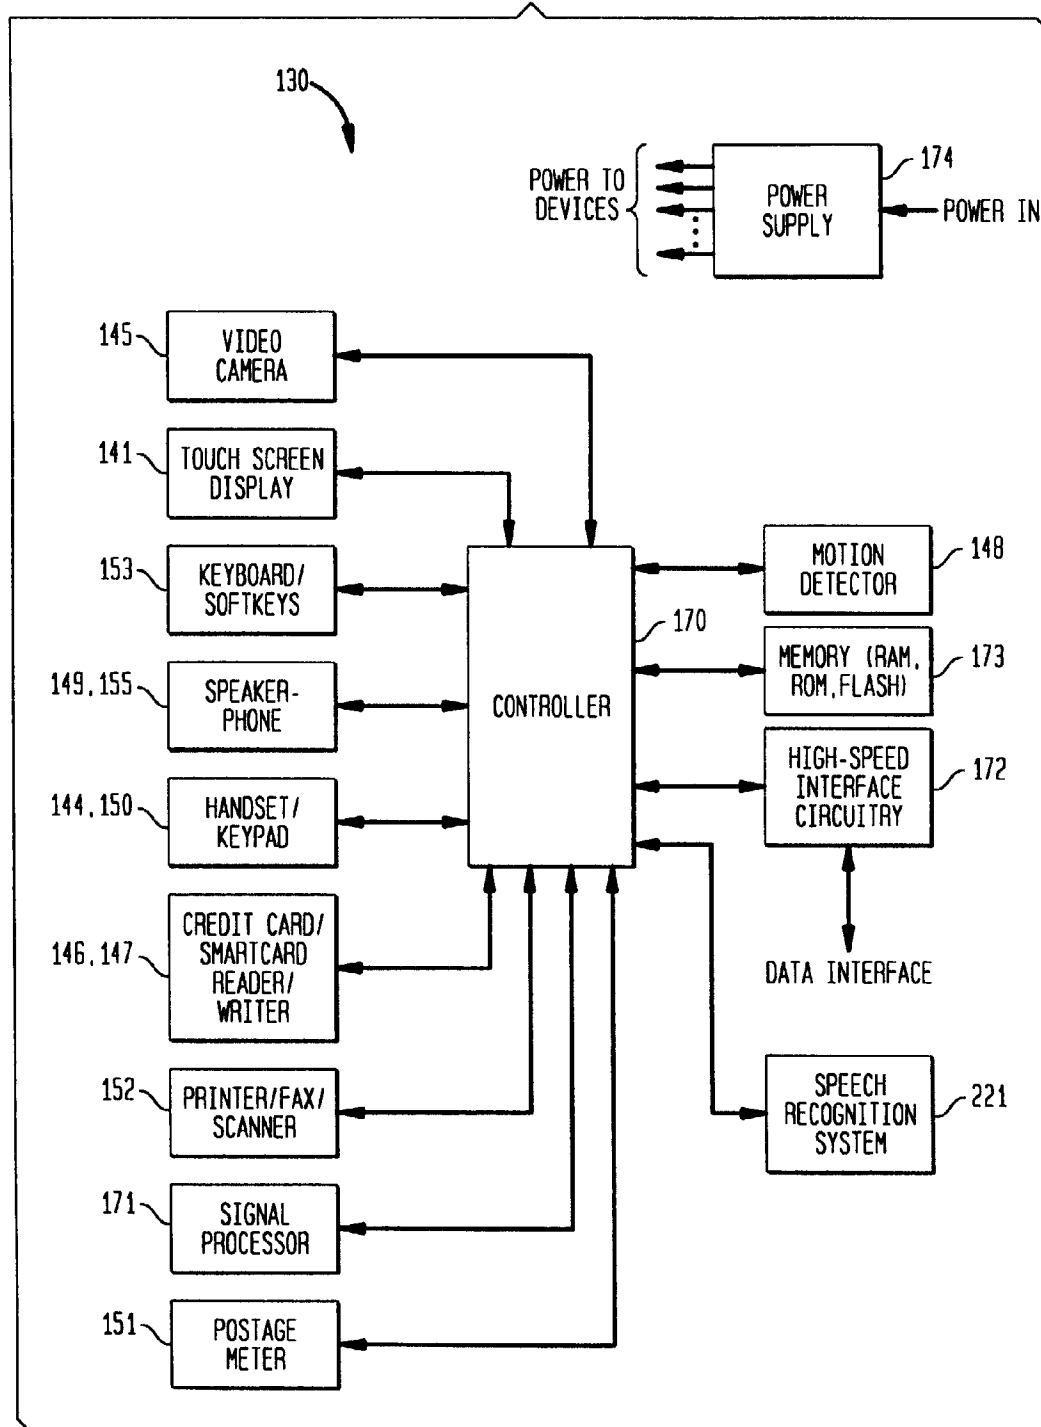 130
174
POWER TO
DEVICES
POWER
SUPPLY
POWER IN
145
VIDEO
CAMERA
141
TOUCH SCREEN
DISPLAY
153
KEYBOARD/
SOFTKEYS
149,155
SPEAKER-
PHONE
144,150
HANDSET/
KEYPAD
146,147
CREDIT CARD/
SMARTCARD
READER/
WRITER
152
PRINTER/FAX/
SCANNER
171
SIGNAL
PROCESSOR
151
POSTAGE
METER
CONTROLLER
170
MOTION
DETECTOR
148
MEMORY (RAM,
ROM,FLASH)
173
HIGH-SPEED
INTERFACE
CIRCUITRY
172
DATA INTERFACE
SPEECH
RECOGNITION
SYSTEM
221